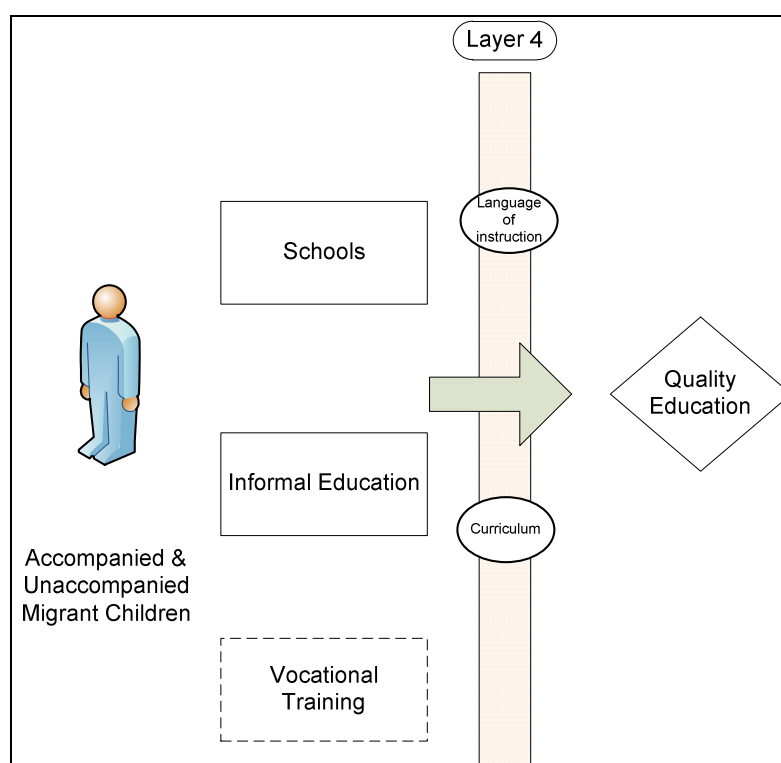 Layer 4
Language
of
instruction
Schools
Quality
Education
Informal Education
Curriculum
Accompanied &
Unaccompanied
Migrant Children
Vocational
Training